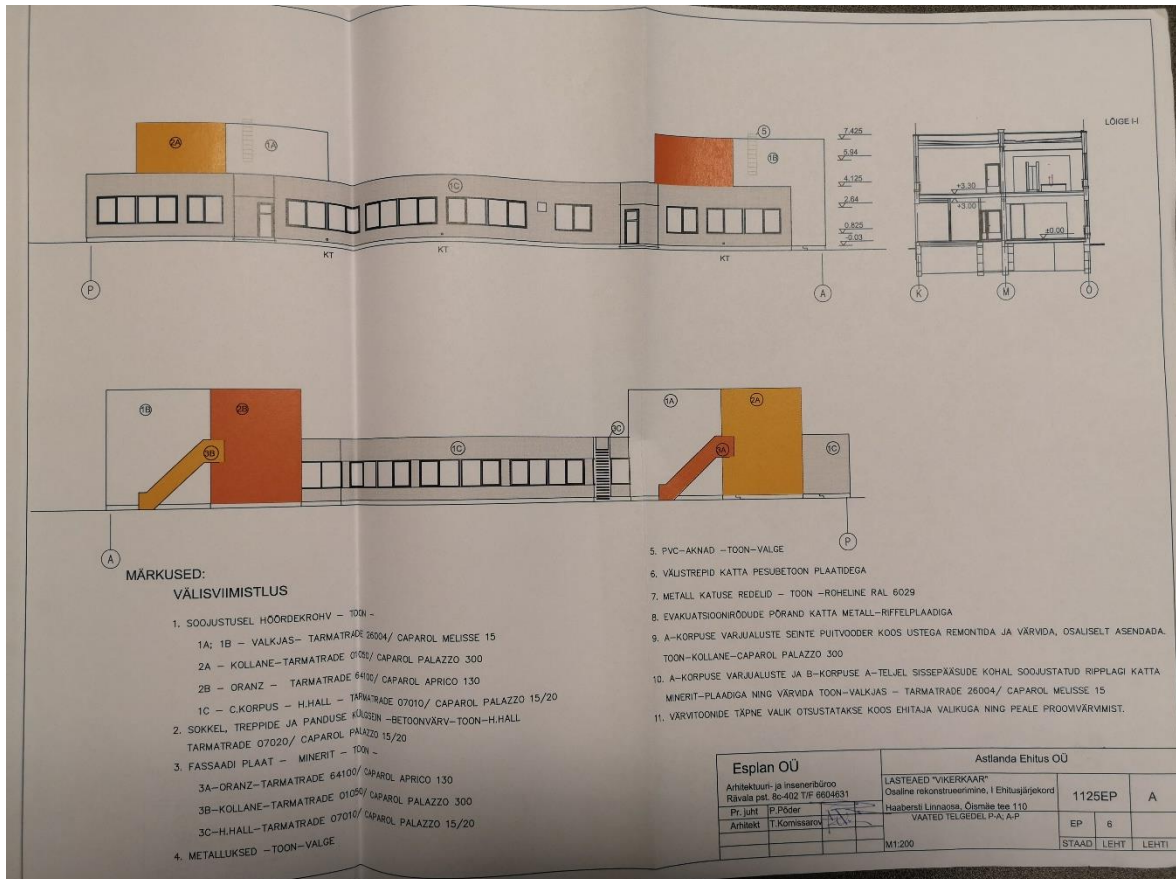 LÕIGE I-I
2A
1A
1C
5
1B
7.425
5.94
4.125
2.64
0.825
-0.03
+3.30
+3.00
±0.00
KT
KT
KT
P
A
K
M
O
1B
2B
3B
1C
3C
1A
2A
3A
1C
A
P
MÄRKUSED:
VÄLISVIIMISTLUS
1. SOOJUSTUSEL HÕÕRDEKROHV – TOON –
1A; 1B – VALKJAS– TARMATRADE 26004/ CAPAROL MELISSE 15
2A – KOLLANE–TARMATRADE 01050/ CAPAROL PALAZZO 300
2B – ORANZ – TARMATRADE 64100/ CAPAROL APRICO 130
1C – C.KORPUS – H.HALL – TARMATRADE 07010/ CAPAROL PALAZZO 15/20
2. SOKKEL, TREPPIDE JA PANDUSE KÜLGSEIN –BETOONVÄRV–TOON–H.HALL
TARMATRADE 07020/ CAPAROL PALAZZO 15/20
3. FASSAADI PLAAT – MINERIT – TOON –
3A–ORANZ–TARMATRADE 64100/ CAPAROL APRICO 130
3B–KOLLANE–TARMATRADE 01050/ CAPAROL PALAZZO 300
3C–H.HALL–TARMATRADE 07010/ CAPAROL PALAZZO 15/20
4. METALLUKSED –TOON–VALGE
5. PVC–AKNAD –TOON–VALGE
6. VÄLISTREPID KATTA PESUBETOON PLAATIDEGA
7. METALL KATUSE REDELID – TOON –ROHELINE RAL 6029
8. EVAKUATSIOONIRÕDUDE PÕRAND KATTA METALL–RIFFELPLAADIGA
9. A–KORPUSE VARJUALUSTE SEINTE PUITVOODER KOOS USTEGA REMONTIDA JA VÄRVIDA, OSALISELT ASENDADA.
TOON–KOLLANE–CAPAROL PALAZZO 300
10. A–KORPUSE VARJUALUSTE JA B–KORPUSE A–TELJEL SISSEPÄÄSUDE KOHAL SOOJUSTATUD RIPPLAGI KATTA
MINERIT–PLAADIGA NING VÄRVIDA TOON–VALKJAS – TARMATRADE 26004/ CAPAROL MELISSE 15
11. VÄRVITOONIDE TÄPNE VALIK OTSUSTATAKSE KOOS EHITAJA VALIKUGA NING PEALE PROOVIVÄRVIMIST.
Esplan OÜ
Arhitektuuri- ja inseneribüroo
Rävala pst. 8c-402 T/F 6604631
Pr. juht P.Põder
Arhitekt T.Komissarov
Astlanda Ehitus OÜ
LASTEAED "VIKERKAAR"
Osaline rekonstrueerimine, I Ehitusjärjekord
Haabersti Linnaosa, Õismäe tee 110
VAATED TELGEDEL P-A; A-P
M1:200
1125EP
A
EP 6
STAAD LEHT LEHTI